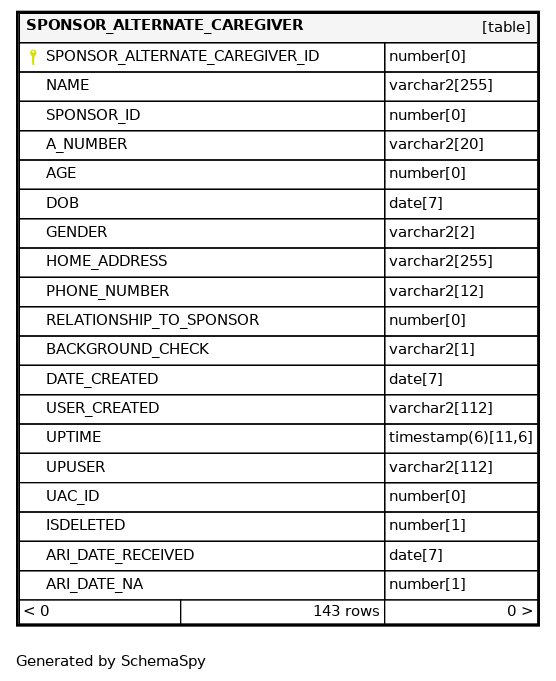 SPONSOR_ALTERNATE_CAREGIVER [table]
SPONSOR_ALTERNATE_CAREGIVER_ID number[0]
NAME varchar2[255]
SPONSOR_ID number[0]
A_NUMBER varchar2[20]
AGE number[0]
DOB date[7]
GENDER varchar2[2]
HOME_ADDRESS varchar2[255]
PHONE_NUMBER varchar2[12]
RELATIONSHIP_TO_SPONSOR number[0]
BACKGROUND_CHECK varchar2[1]
DATE_CREATED date[7]
USER_CREATED varchar2[112]
UPTIME timestamp(6)[11,6]
UPUSER varchar2[112]
UAC_ID number[0]
ISDELETED number[1]
ARI_DATE_RECEIVED date[7]
ARI_DATE_NA number[1]
< 0 143 rows 0 >
Generated by SchemaSpy